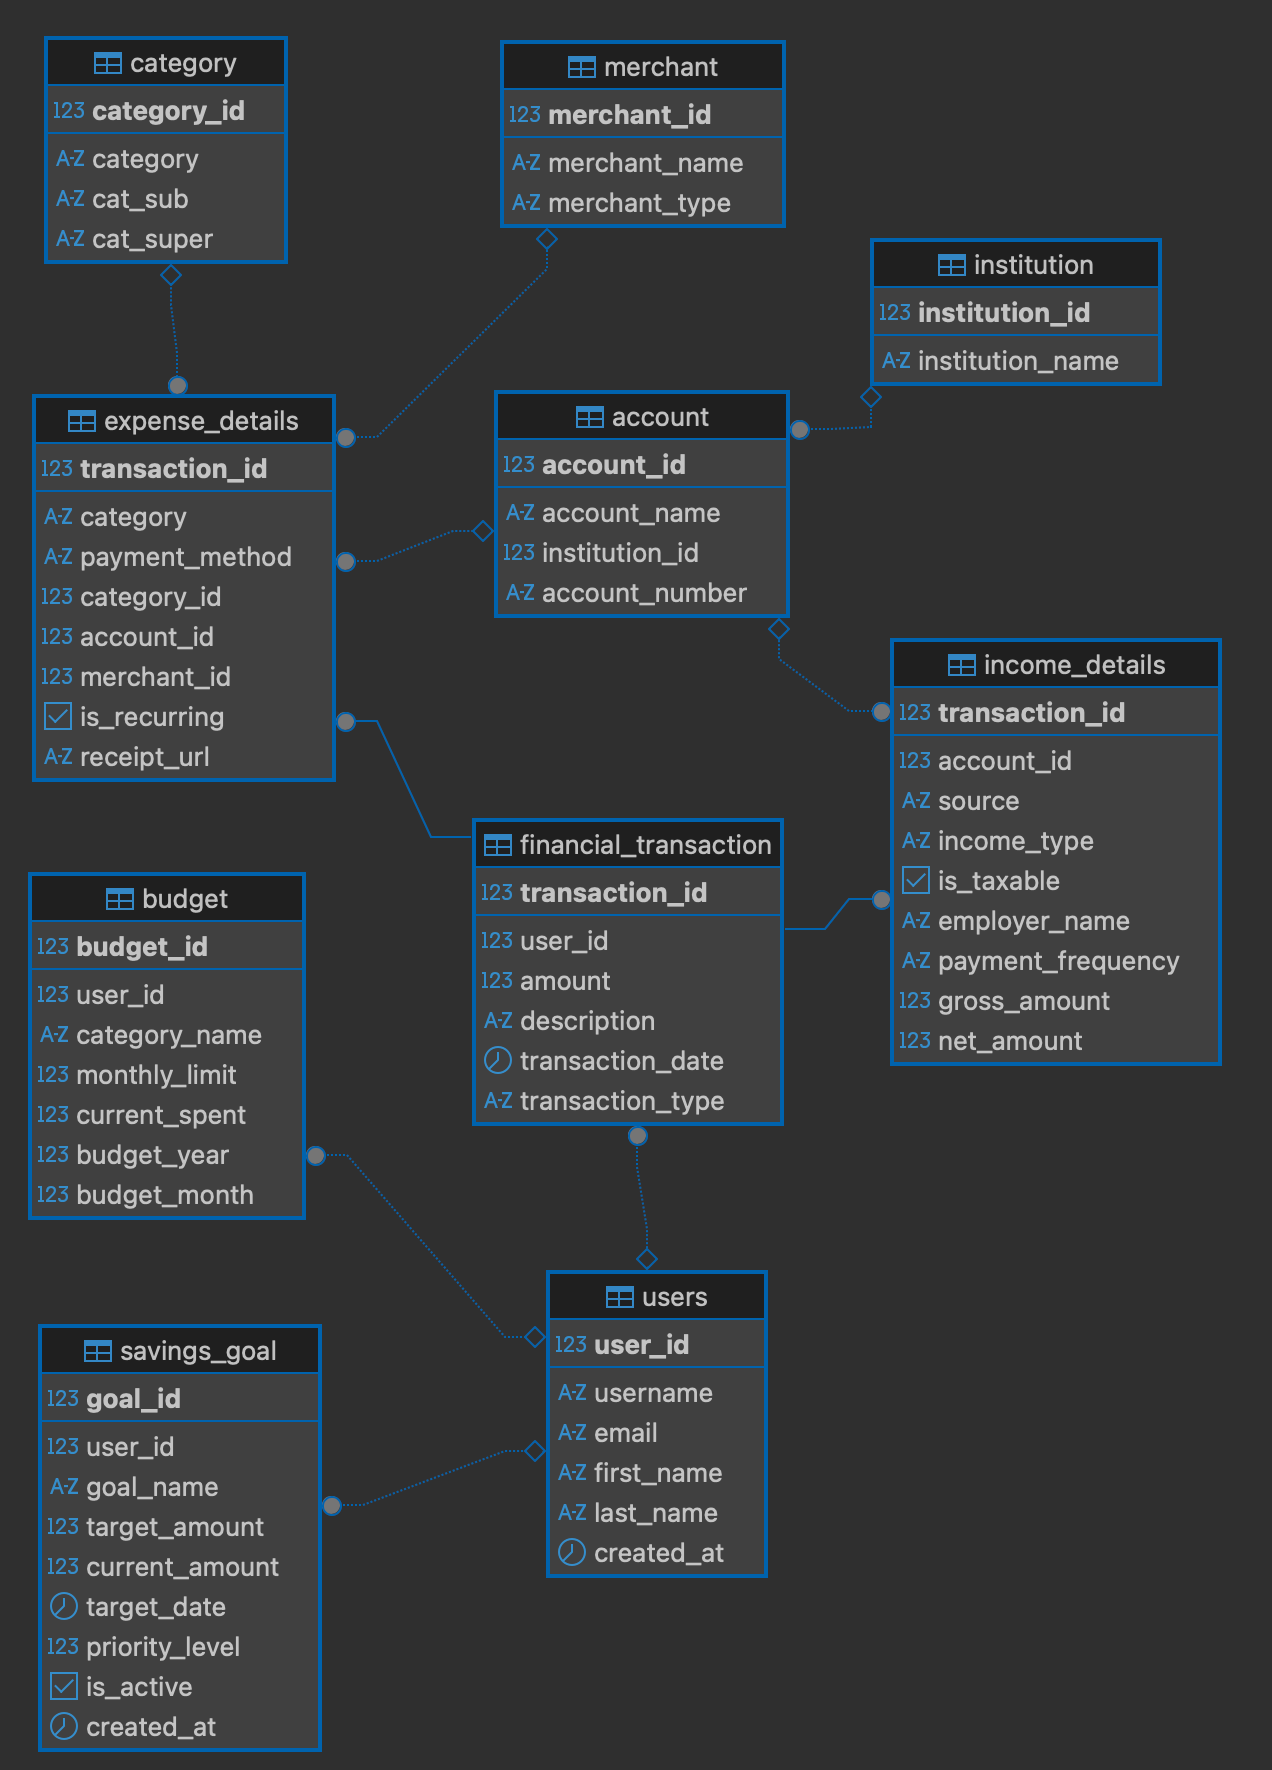 category
123 category_id
A-Z category
A-Z cat_sub
A-Z cat_super
merchant
123 merchant_id
A-Z merchant_name
A-Z merchant_type
institution
123 institution_id
A-Z institution_name
expense_details
123 transaction_id
A-Z category
A-Z payment_method
123 category_id
123 account_id
123 merchant_id
is_recurring
A-Z receipt_url
account
123 account_id
A-Z account_name
123 institution_id
A-Z account_number
income_details
123 transaction_id
123 account_id
A-Z source
A-Z income_type
is_taxable
A-Z employer_name
A-Z payment_frequency
123 gross_amount
123 net_amount
financial_transaction
123 transaction_id
123 user_id
123 amount
A-Z description
transaction_date
A-Z transaction_type
budget
123 budget_id
123 user_id
A-Z category_name
123 monthly_limit
123 current_spent
123 budget_year
123 budget_month
users
123 user_id
A-Z username
A-Z email
A-Z first_name
A-Z last_name
created_at
savings_goal
123 goal_id
123 user_id
A-Z goal_name
123 target_amount
123 current_amount
target_date
123 priority_level
is_active
created_at